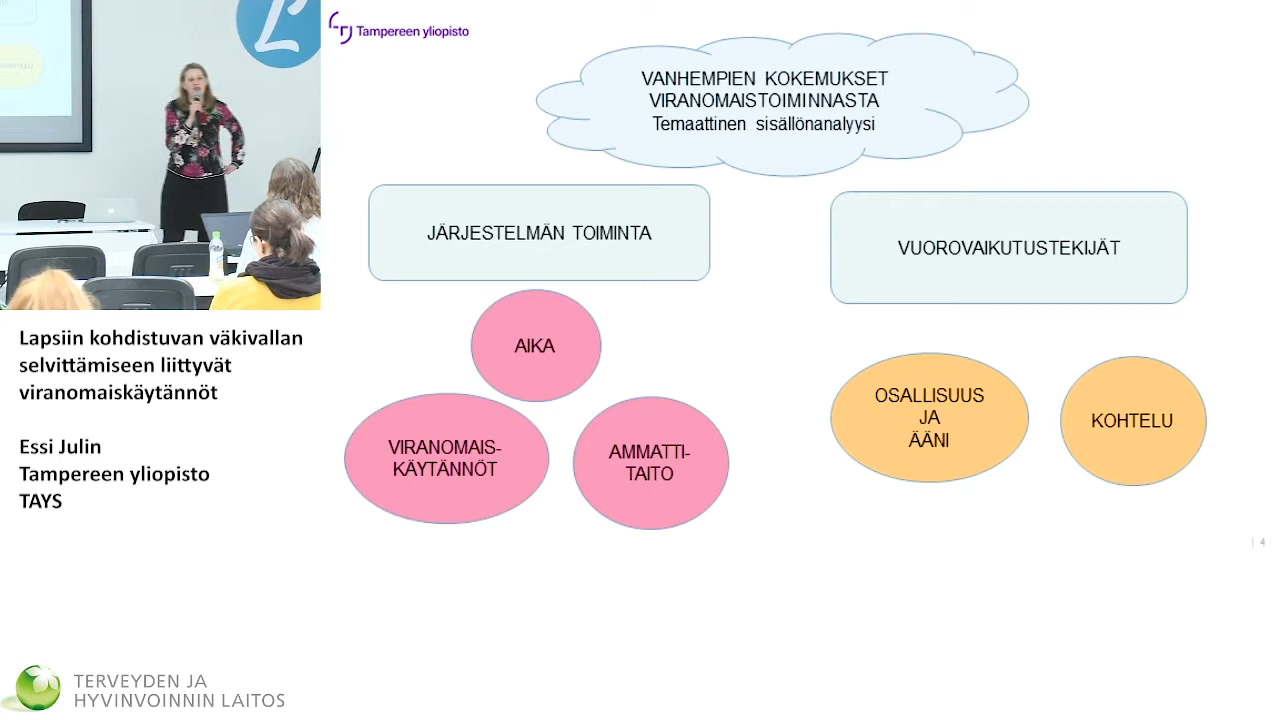 Tampereen yliopisto
VANHEMPIEN KOKEMUKSET
VIRANOMAISTOIMINNASTA
Temaattinen sisällönanalyysi
JÄRJESTELMÄN TOIMINTA
VUOROVAIKUTUSTEKIJÄT
AIKA
VIRANOMAIS-
KÄYTÄNNÖT
AMMATTI-
TAITO
OSALLISUUS
JA
ÄÄNI
KOHTELU
| 4
Lapsiin kohdistuvan väkivallan
selvittämiseen liittyvät
viranomaiskäytännöt
Essi Julin
Tampereen yliopisto
TAYS
TERVEYDEN JA
HYVINVOINNIN LAITOS